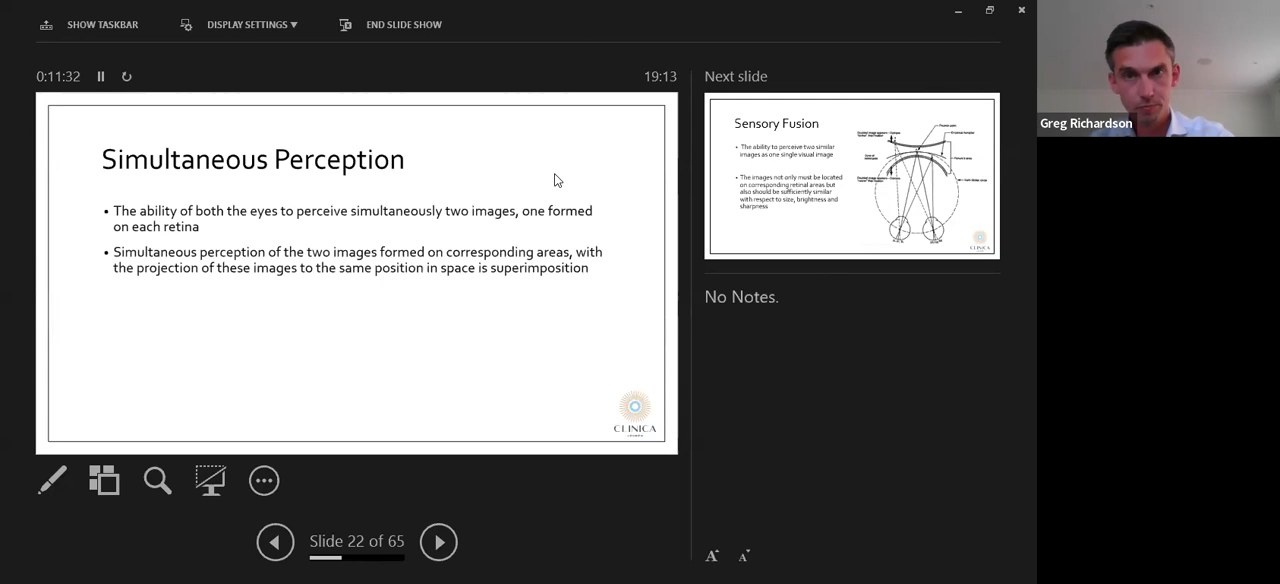 SHOW TASKBAR
DISPLAY SETTINGS
END SLIDE SHOW
0:11:32
19:13
Next slide
Greg Richardson
Simultaneous Perception
• The ability of both the eyes to perceive simultaneously two images, one formed
on each retina
• Simultaneous perception of the two images formed on corresponding areas, with
the projection of these images to the same position in space is superimposition
CLINICA
LONDON
Sensory Fusion
• The ability to perceive two similar
images as one single visual image
• The images not only must be located
on corresponding retinal areas but
also should be sufficiently similar
with respect to size, brightness and
sharpness
CLINICA
No Notes.
Slide 22 of 65
A
A